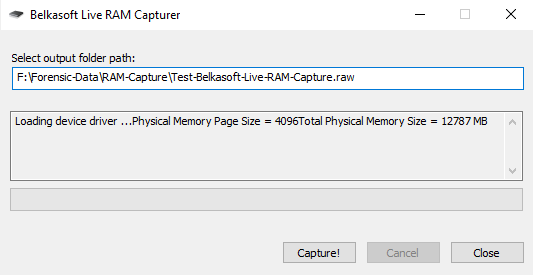 Belkasoft Live RAM Capturer
Select output folder path:
F:\Forensic-Data\RAM-Capture\Test-Belkasoft-Live-RAM-Capture.raw
Loading device driver ...Physical Memory Page Size = 4096Total Physical Memory Size = 12787 MB
Capture! Cancel Close